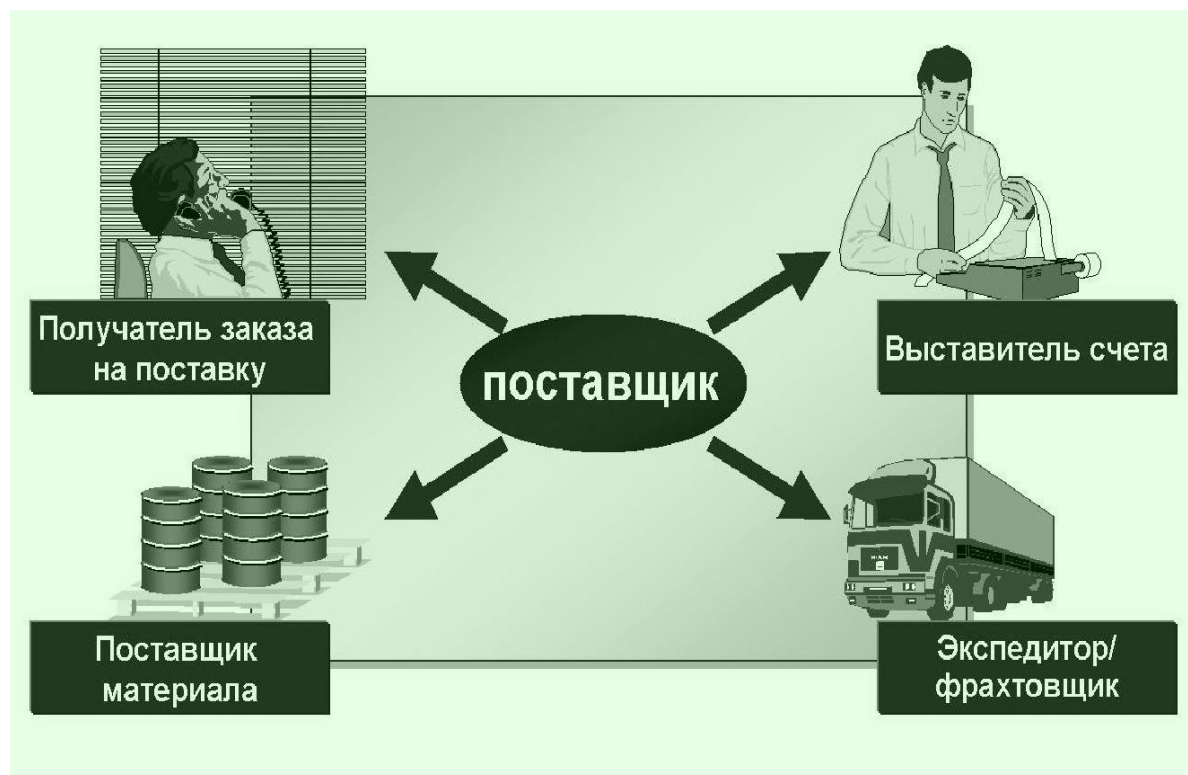 Получатель заказа
на поставку
Выставитель счета
поставщик
Поставщик
материала
Экспедитор/
фрахтовщик